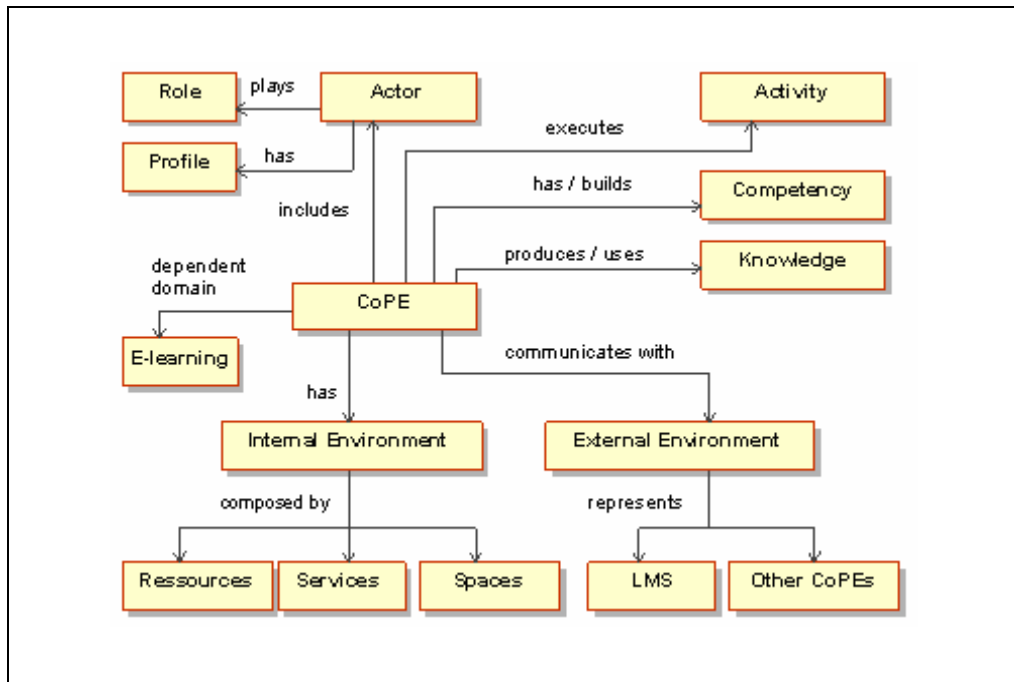 Role
plays
Actor
Activity
executes
Profile
has
has / builds
Competency
includes
produces / uses
Knowledge
dependent
domain
CoPE
E-learning
communicates with
has
Internal Environment
External Environment
composed by
represents
Ressources
Services
Spaces
LMS
Other CoPEs